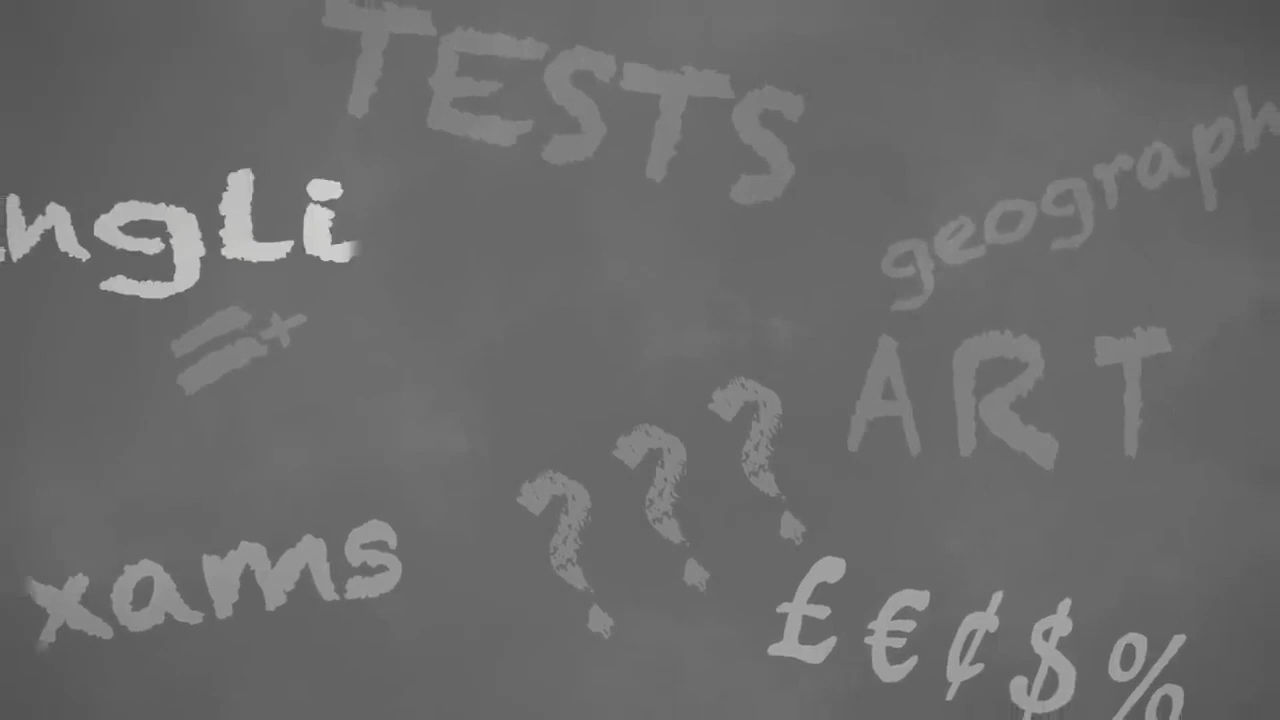 TESTS
geograph
ngli
=+
ART
???
xams
£€¢$%